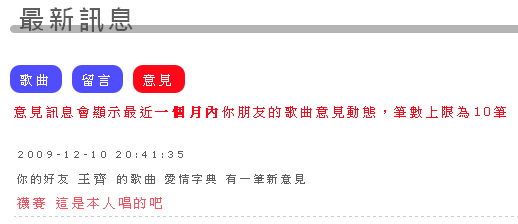 最新訊息
歌曲 留言 意見
意見訊息會顯示最近一個月內你朋友的歌曲意見動態，筆數上限為10筆
2009-12-10 20:41:35
你的好友 王齊 的歌曲 愛情字典 有一筆新意見
襪賽 這是本人唱的吧